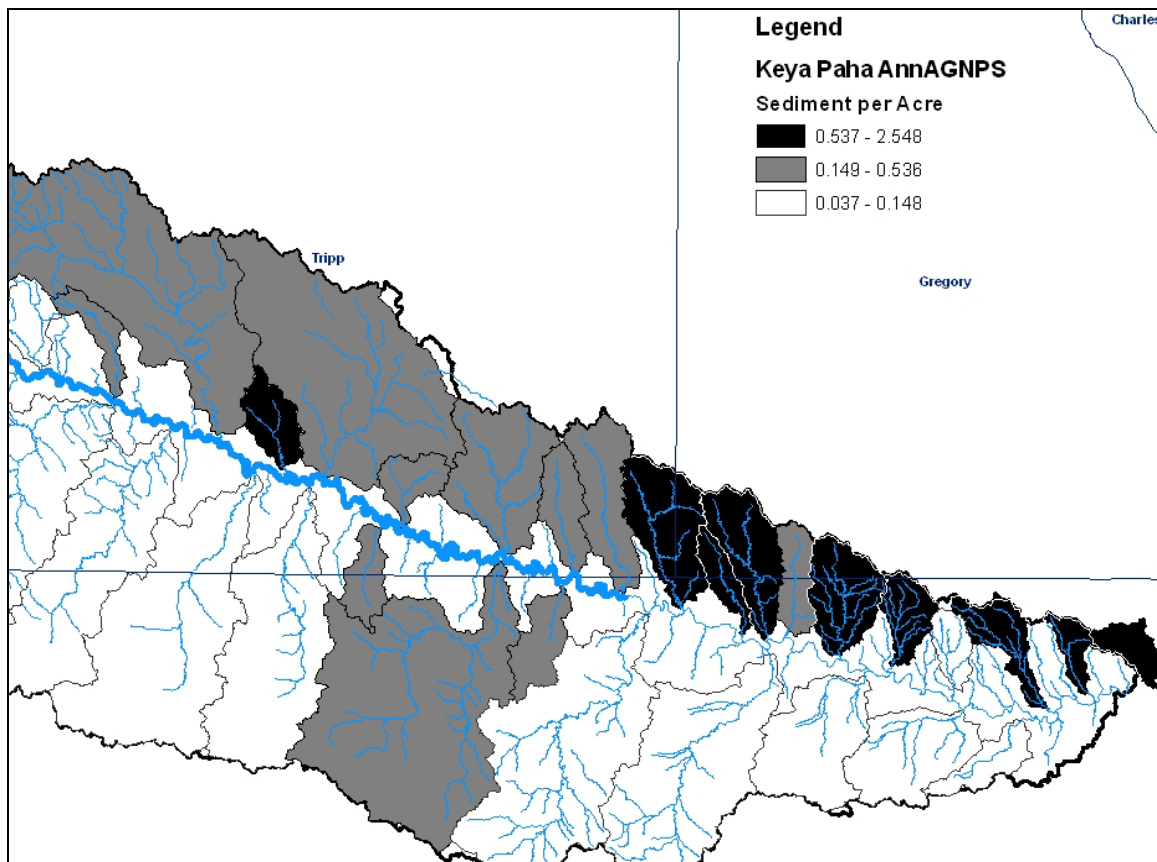 Legend
Keya Paha AnnAGNPS
Sediment per Acre
0.537 - 2.548
0.149 - 0.536
0.037 - 0.148
Charles
Tripp
Gregory